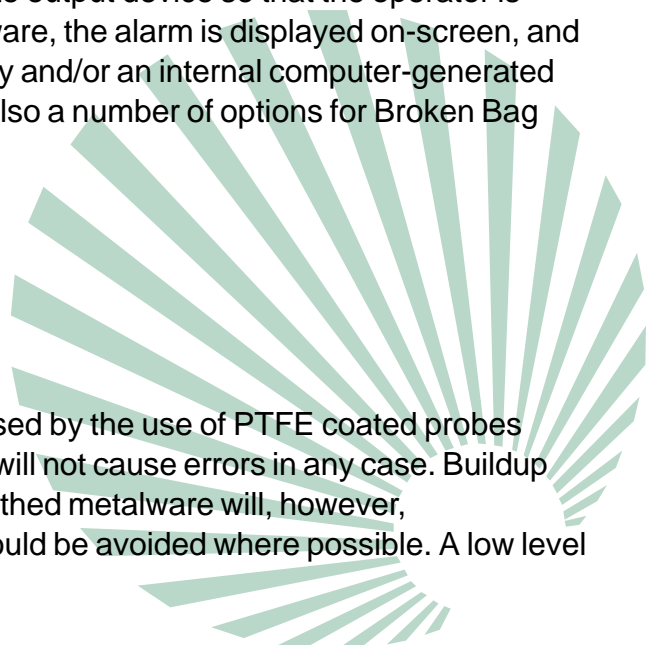 output device so that the operator is
are, the alarm is displayed on-screen, and
y and/or an internal computer-generated
lso a number of options for Broken Bag
sed by the use of PTFE coated probes
will not cause errors in any case. Buildup
thed metalware will, however,
ould be avoided where possible. A low level